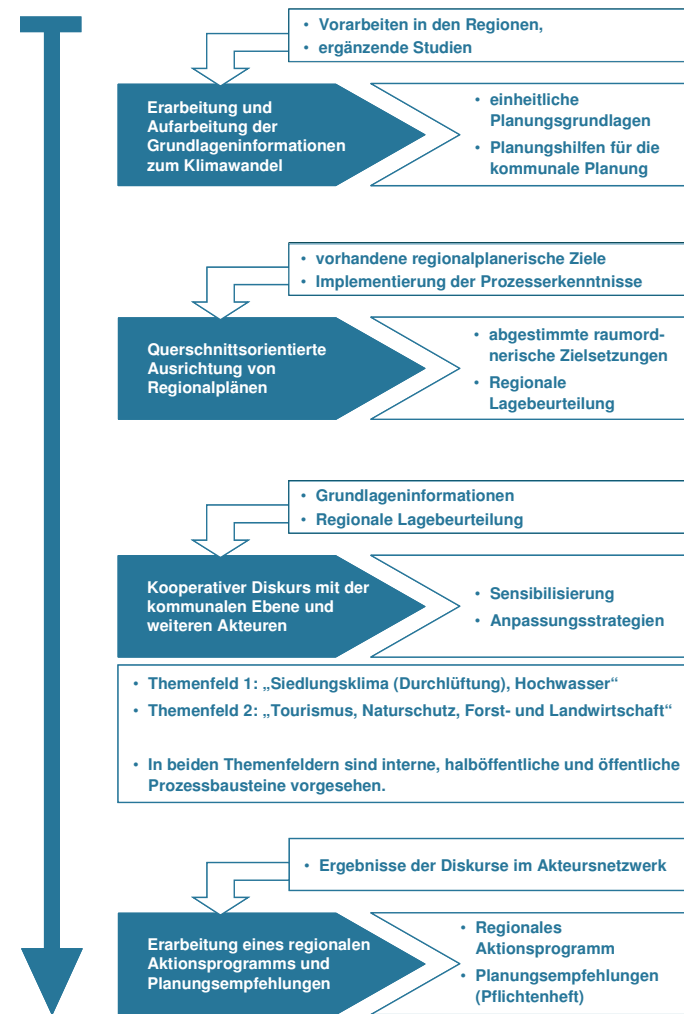 • Vorarbeiten in den Regionen,
• ergänzende Studien
Erarbeitung und
Aufarbeitung der
Grundlageninformationen
zum Klimawandel
• einheitliche
Planungsgrundlagen
• Planungshilfen für die
kommunale Planung
• vorhandene regionalplanerische Ziele
• Implementierung der Prozesserkenntnisse
Querschnittsorientierte
Ausrichtung von
Regionalplänen
• abgestimmte raumord-
nerische Zielsetzungen
• Regionale
Lagebeurteilung
• Grundlageninformationen
• Regionale Lagebeurteilung
Kooperativer Diskurs mit der
kommunalen Ebene und
weiteren Akteuren
• Sensibilisierung
• Anpassungsstrategien
• Themenfeld 1: „Siedlungsklima (Durchlüftung), Hochwasser“
• Themenfeld 2: „Tourismus, Naturschutz, Forst- und Landwirtschaft“
• In beiden Themenfeldern sind interne, halböffentliche und öffentliche
Prozessbausteine vorgesehen.
• Ergebnisse der Diskurse im Akteursnetzwerk
Erarbeitung eines regionalen
Aktionsprogramms und
Planungsempfehlungen
• Regionales
Aktionsprogramm
• Planungsempfehlungen
(Pflichtenheft)